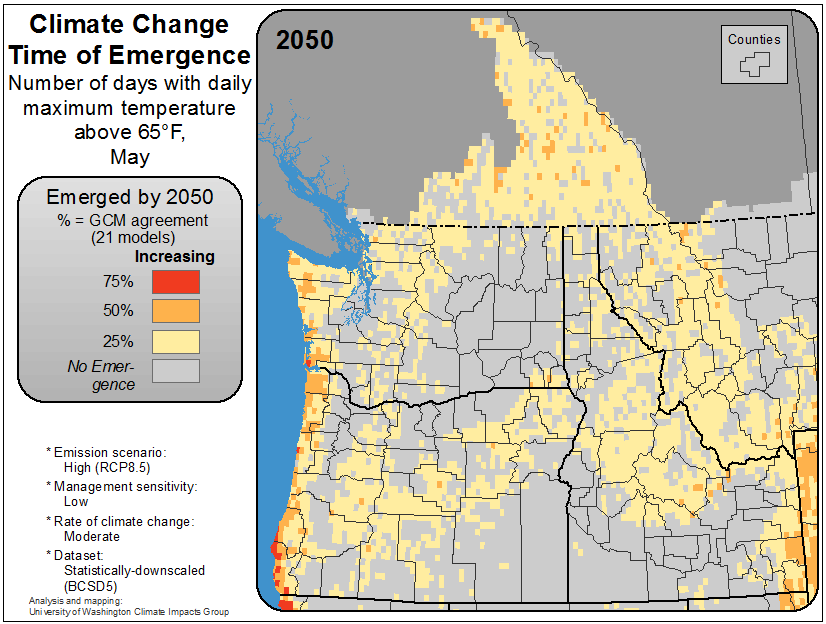 Climate Change
Time of Emergence
Number of days with daily
maximum temperature
above 65°F,
May
Emerged by 2050
% = GCM agreement
(21 models)
Increasing
75%
50%
25%
No Emer-
gence
* Emission scenario:
High (RCP8.5)
* Management sensitivity:
Low
* Rate of climate change:
Moderate
* Dataset:
Statistically-downscaled
(BCSD5)
Analysis and mapping:
University of Washington Climate Impacts Group
2050
Counties